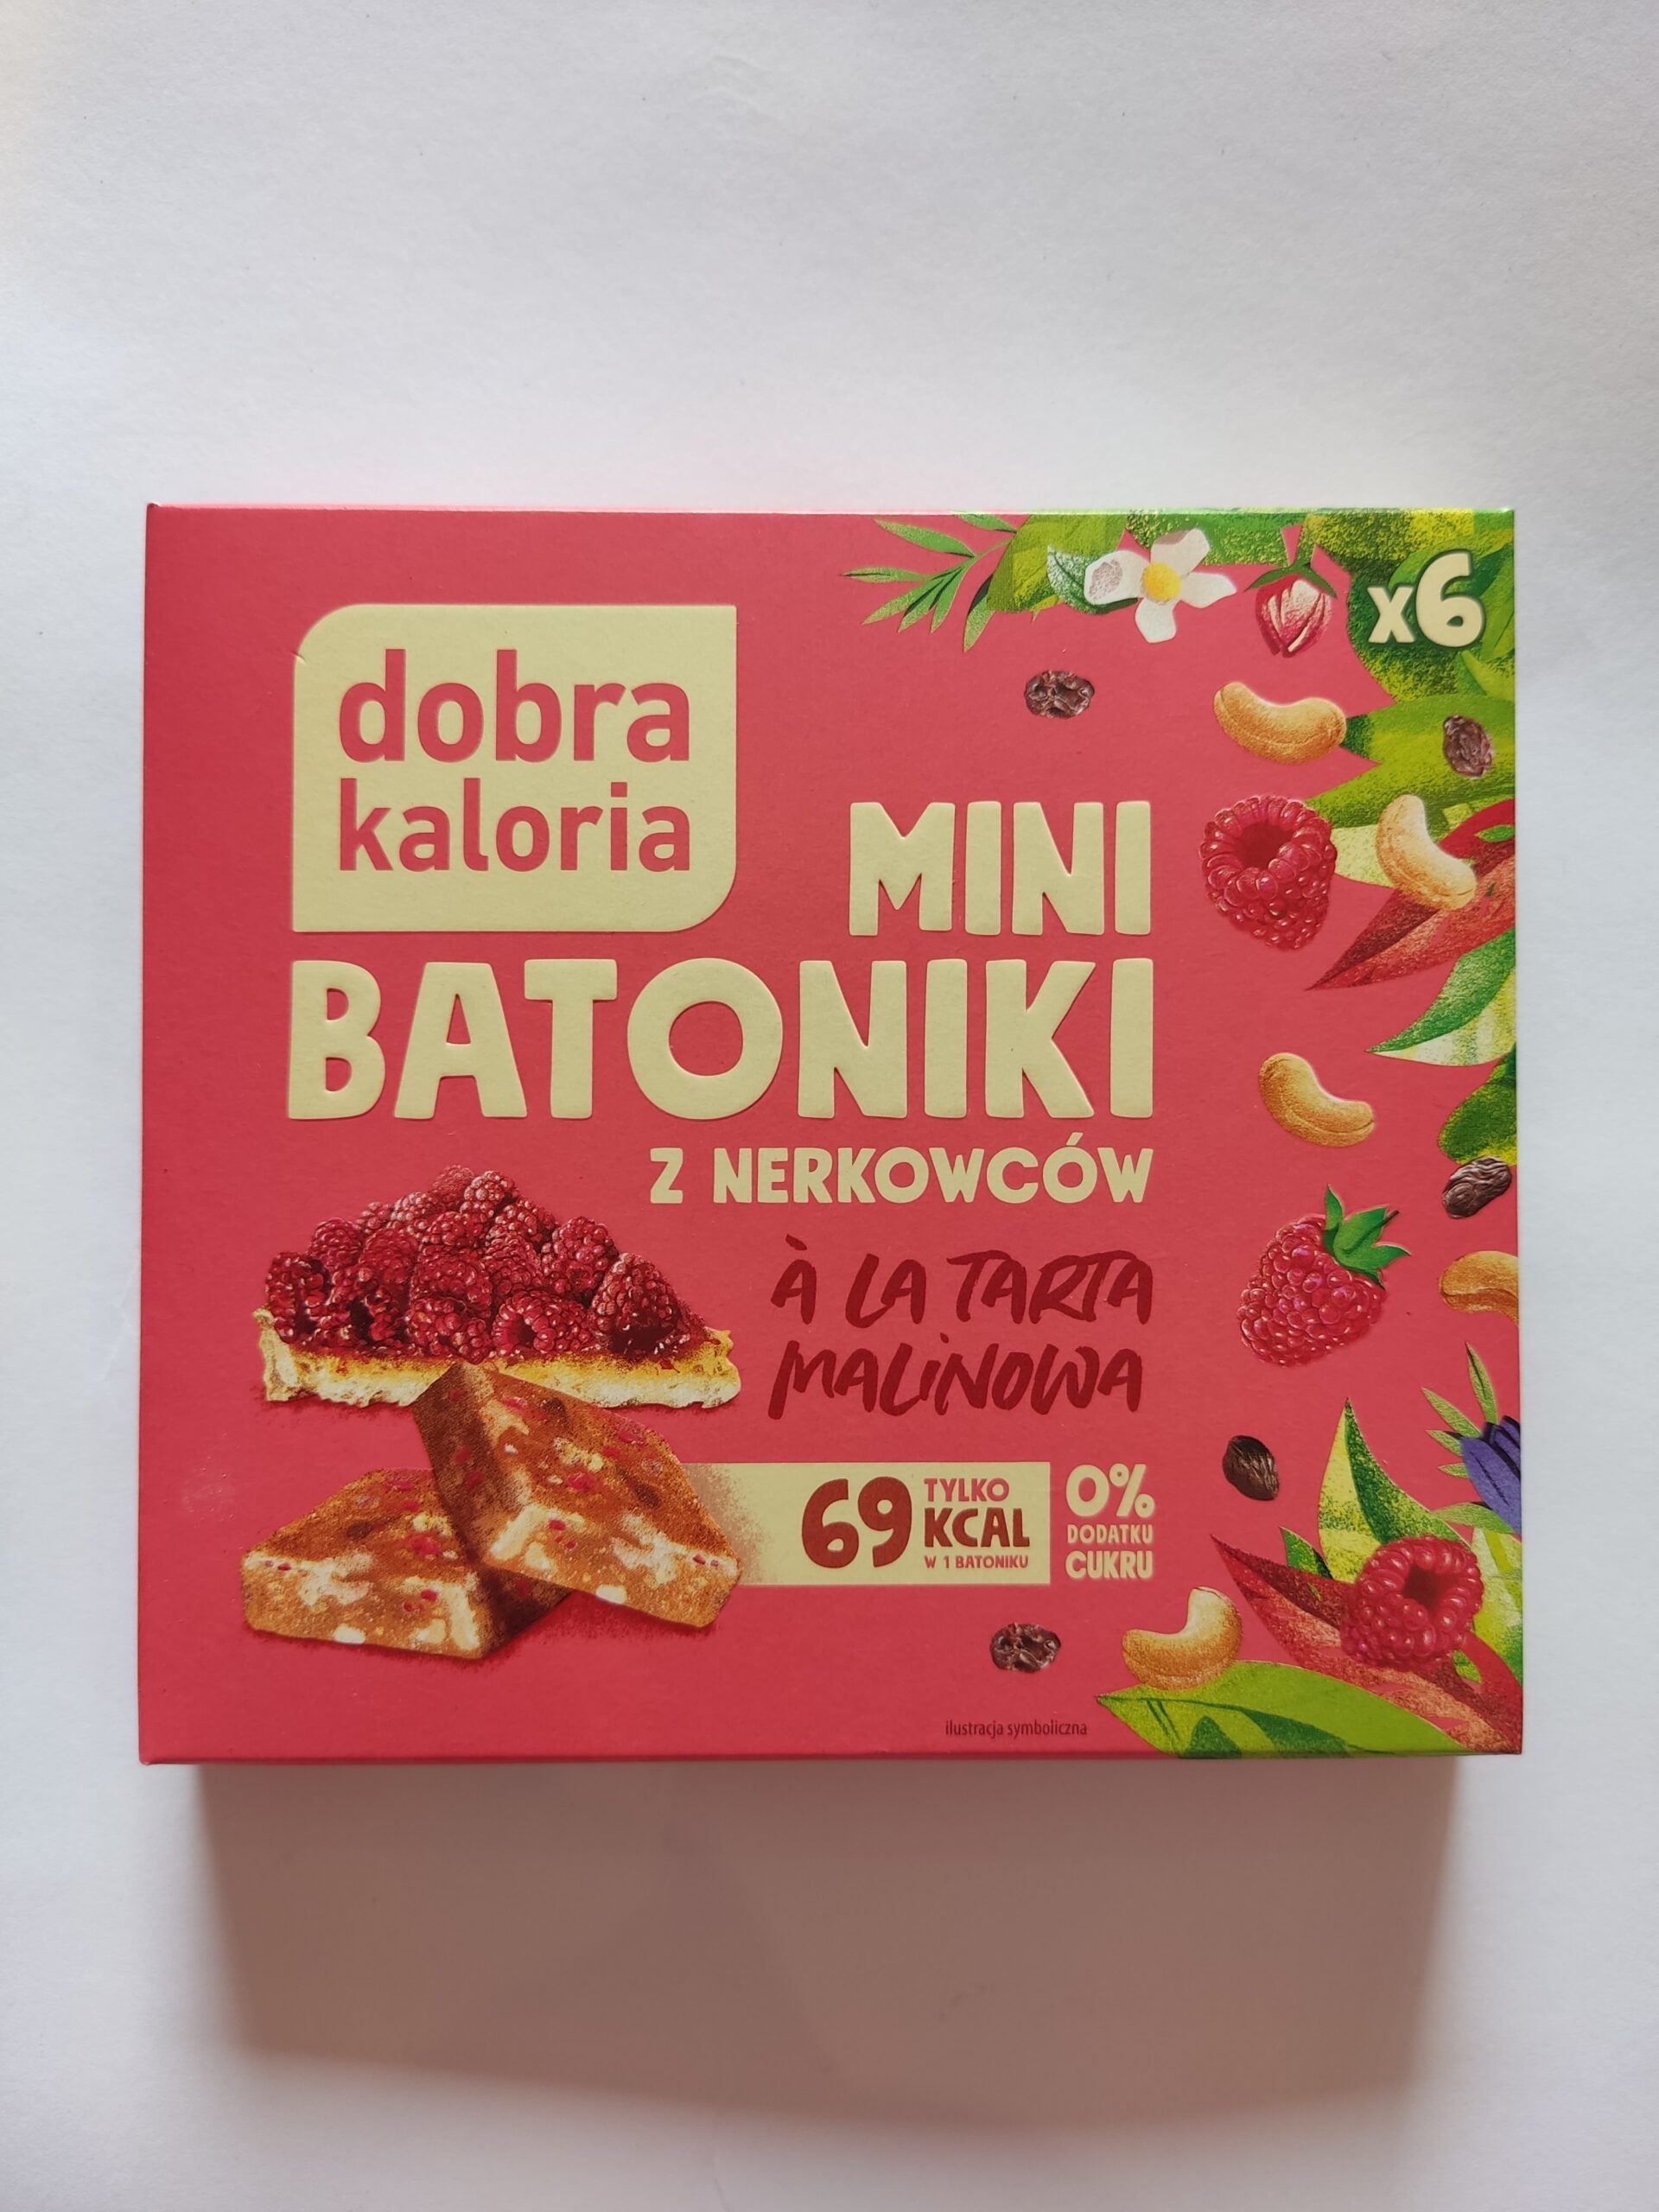 x6
dobra
kaloria
MINI
BATONIKI
Z NERKOWCÓW
À LA TARTA
MALINOWA
69 TYLKO
KCAL
W 1 BATONIKU
0%
DODATKU
CUKRU
ilustracja symboliczna